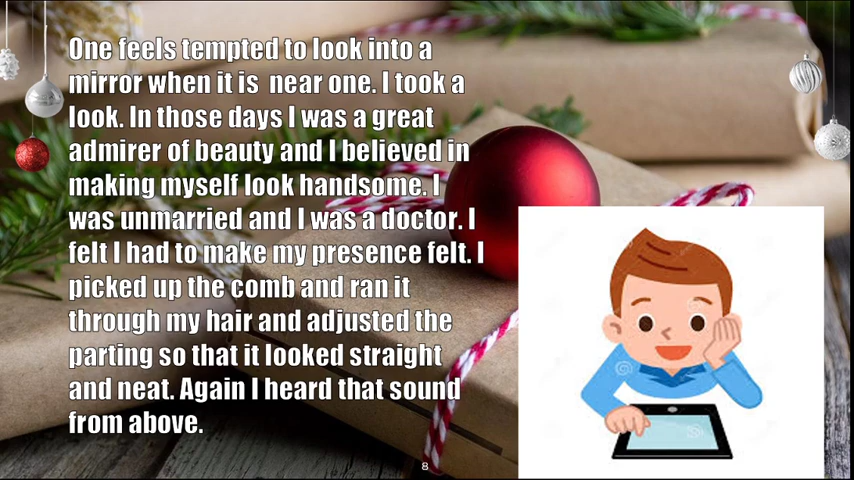 One feels tempted to look into a
mirror when it is  near one. I took a
look. In those days I was a great
admirer of beauty and I believed in
making myself look handsome. I
was unmarried and I was a doctor. I
felt I had to make my presence felt. I
picked up the comb and ran it
through my hair and adjusted the
parting so that it looked straight
and neat. Again I heard that sound
from above.
8